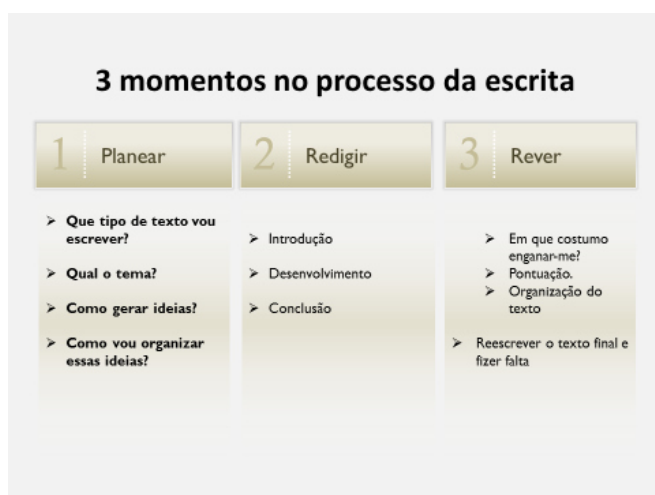 3 momentos no processo da escrita
1 Planear
➢ Que tipo de texto vou
escrever?
➢ Qual o tema?
➢ Como gerar ideias?
➢ Como vou organizar
essas ideias?
2 Redigir
➢ Introdução
➢ Desenvolvimento
➢ Conclusão
3 Rever
➢ Em que costumo
enganar-me?
➢ Pontuação.
➢ Organização do
texto
➢ Reescrever o texto final e
fizer falta